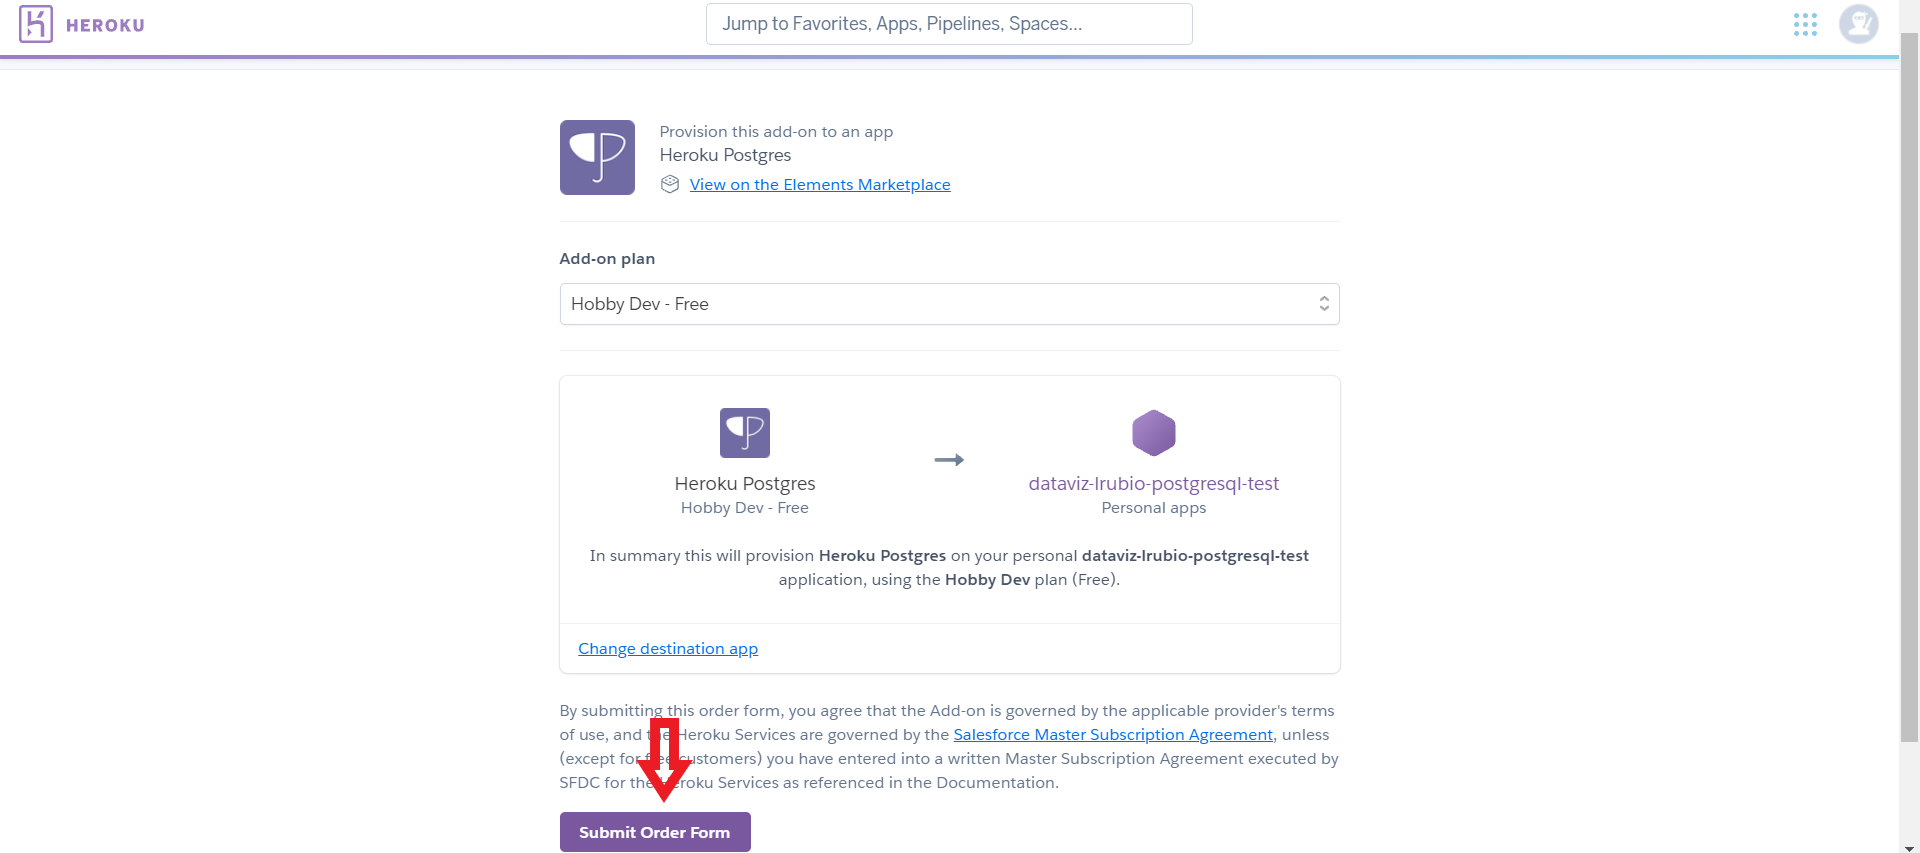 HEROKU
Jump to Favorites, Apps, Pipelines, Spaces...
Provision this add-on to an app
Heroku Postgres
View on the Elements Marketplace
Add-on plan
Hobby Dev - Free
Heroku Postgres
Hobby Dev - Free
dataviz-lrubio-postgresql-test
Personal apps
In summary this will provision Heroku Postgres on your personal dataviz-lrubio-postgresql-test
application, using the Hobby Dev plan (Free).
Change destination app
By submitting this order form, you agree that the Add-on is governed by the applicable provider's terms
of use, and the Heroku Services are governed by the Salesforce Master Subscription Agreement, unless
(except for free customers) you have entered into a written Master Subscription Agreement executed by
SFDC for the Heroku Services as referenced in the Documentation.
Submit Order Form